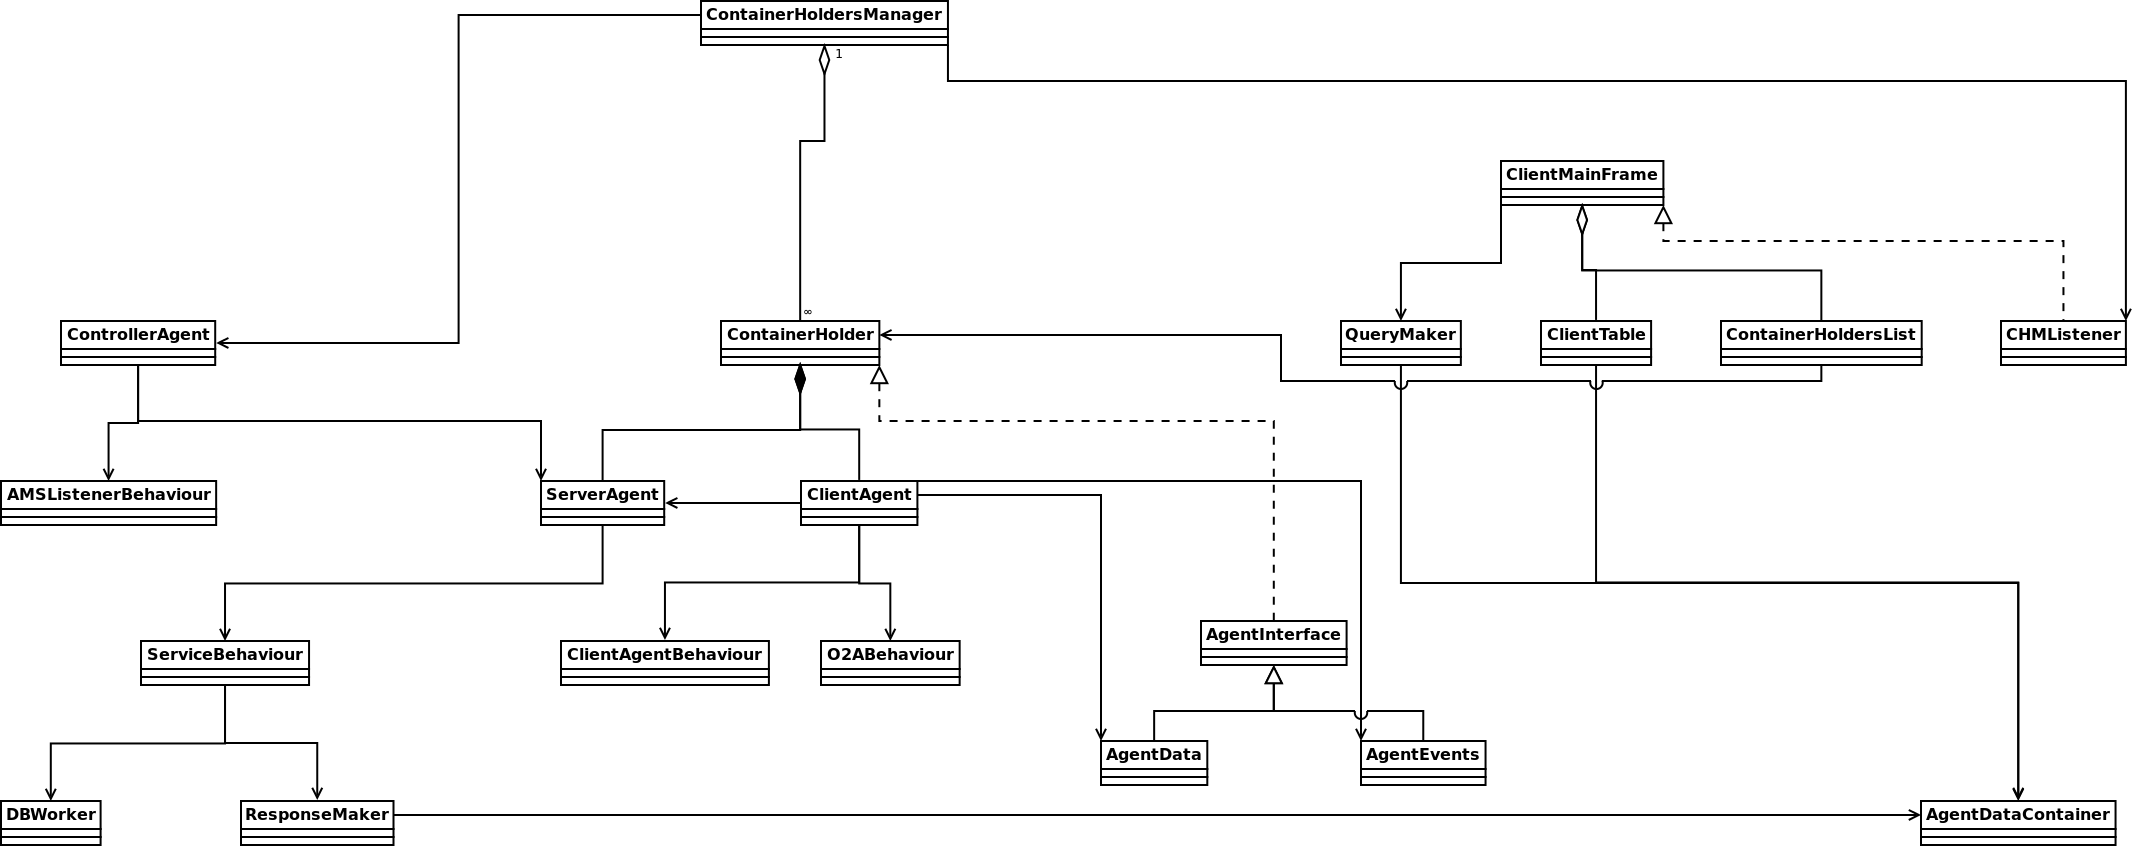 ContainerHoldersManager
1
ClientMainFrame
∞
ControllerAgent
ContainerHolder
QueryMaker
ClientTable
ContainerHoldersList
CHMListener
AMSListenerBehaviour
ServerAgent
ClientAgent
AgentInterface
ServiceBehaviour
ClientAgentBehaviour
O2ABehaviour
AgentData
AgentEvents
DBWorker
ResponseMaker
AgentDataContainer